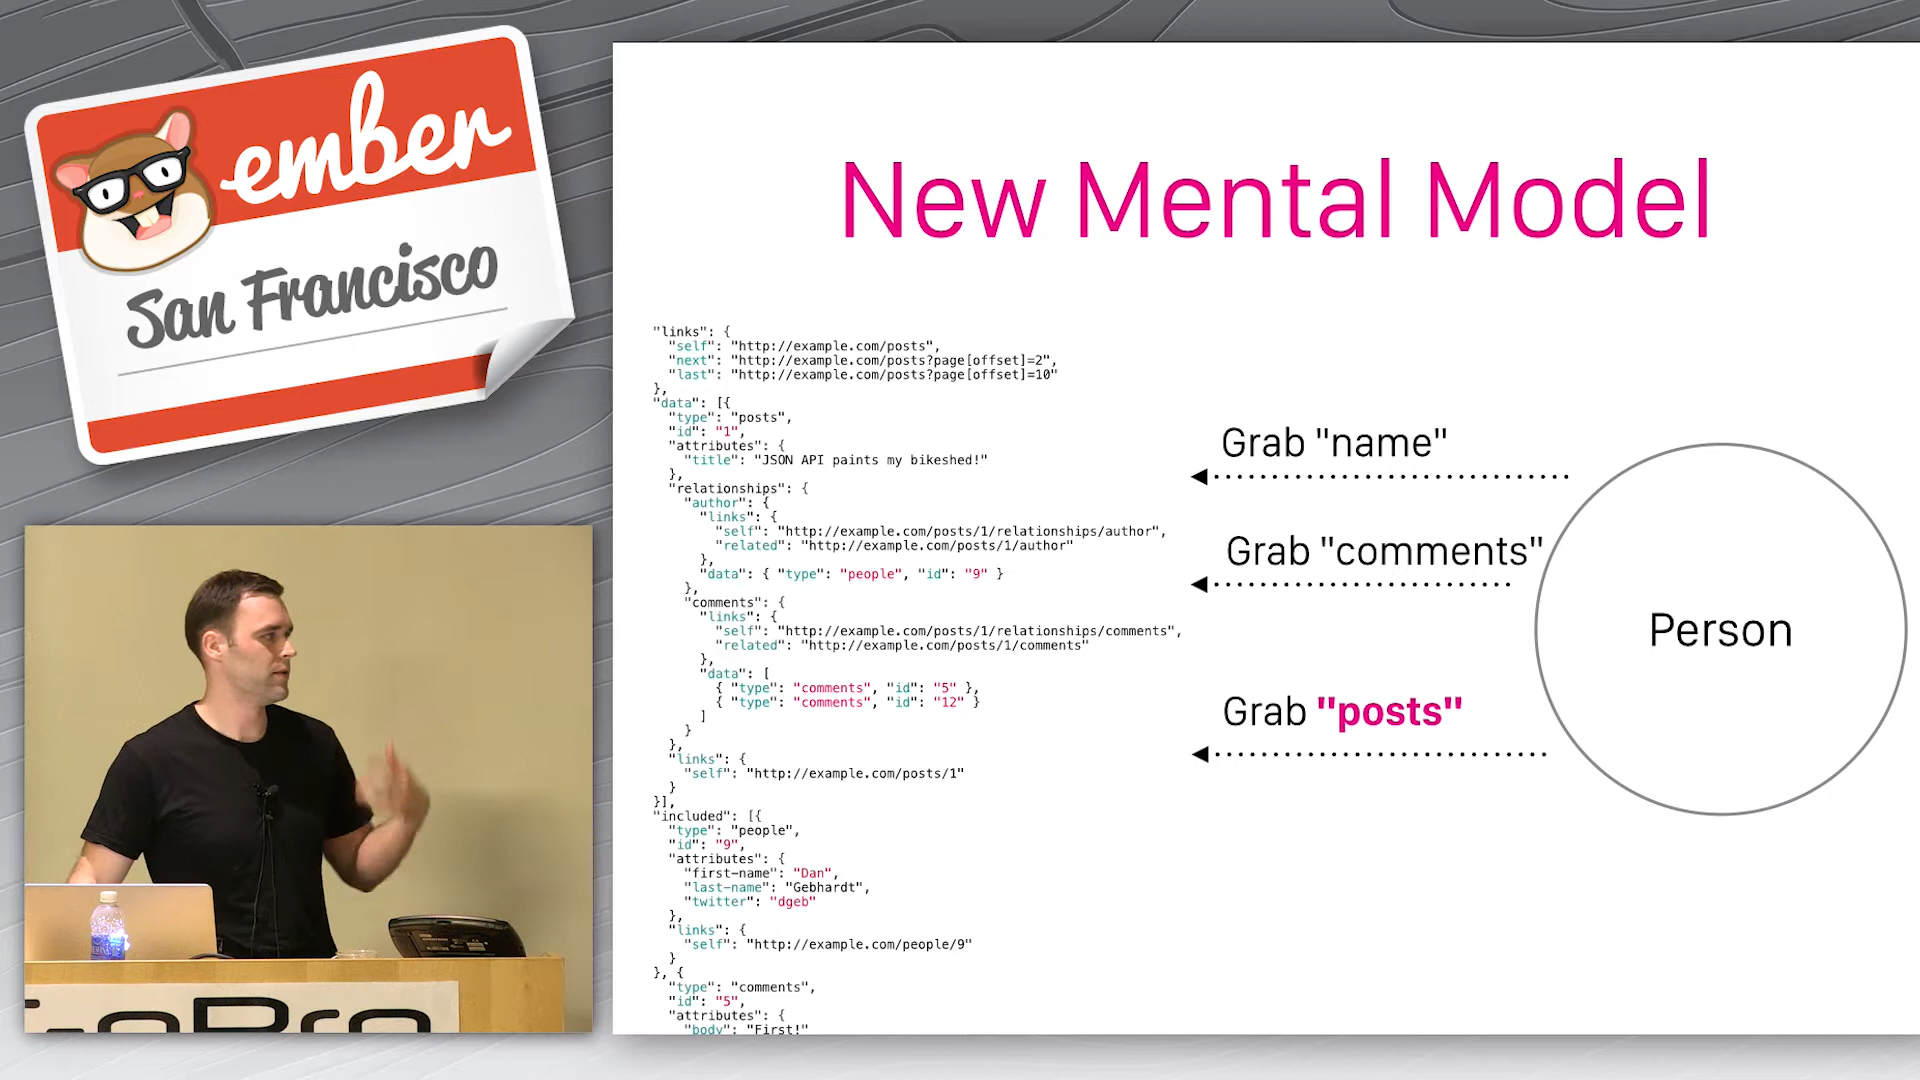 ember
San Francisco
New Mental Model
"links": {
"self": "http://example.com/posts",
"next": "http://example.com/posts?page[offset]=2",
"last": "http://example.com/posts?page[offset]=10"
},
"data": [{
"type": "posts",
"id": "1",
"attributes": {
"title": "JSON API paints my bikeshed!"
},
"relationships": {
"author": {
"links": {
"self": "http://example.com/posts/1/relationships/author",
"related": "http://example.com/posts/1/author"
},
"data": { "type": "people", "id": "9" }
},
"comments": {
"links": {
"self": "http://example.com/posts/1/relationships/comments",
"related": "http://example.com/posts/1/comments"
},
"data": [
{ "type": "comments", "id": "5" },
{ "type": "comments", "id": "12" }
]
}
},
"links": {
"self": "http://example.com/posts/1"
}
}],
"included": [{
"type": "people",
"id": "9",
"attributes": {
"first-name": "Dan",
"last-name": "Gebhardt",
"twitter": "dgeb"
},
"links": {
"self": "http://example.com/people/9"
}
}, {
"type": "comments",
"id": "5",
"attributes": {
"body": "First!"
Grab "name"
Grab "comments"
Grab "posts"
Person
GoPro